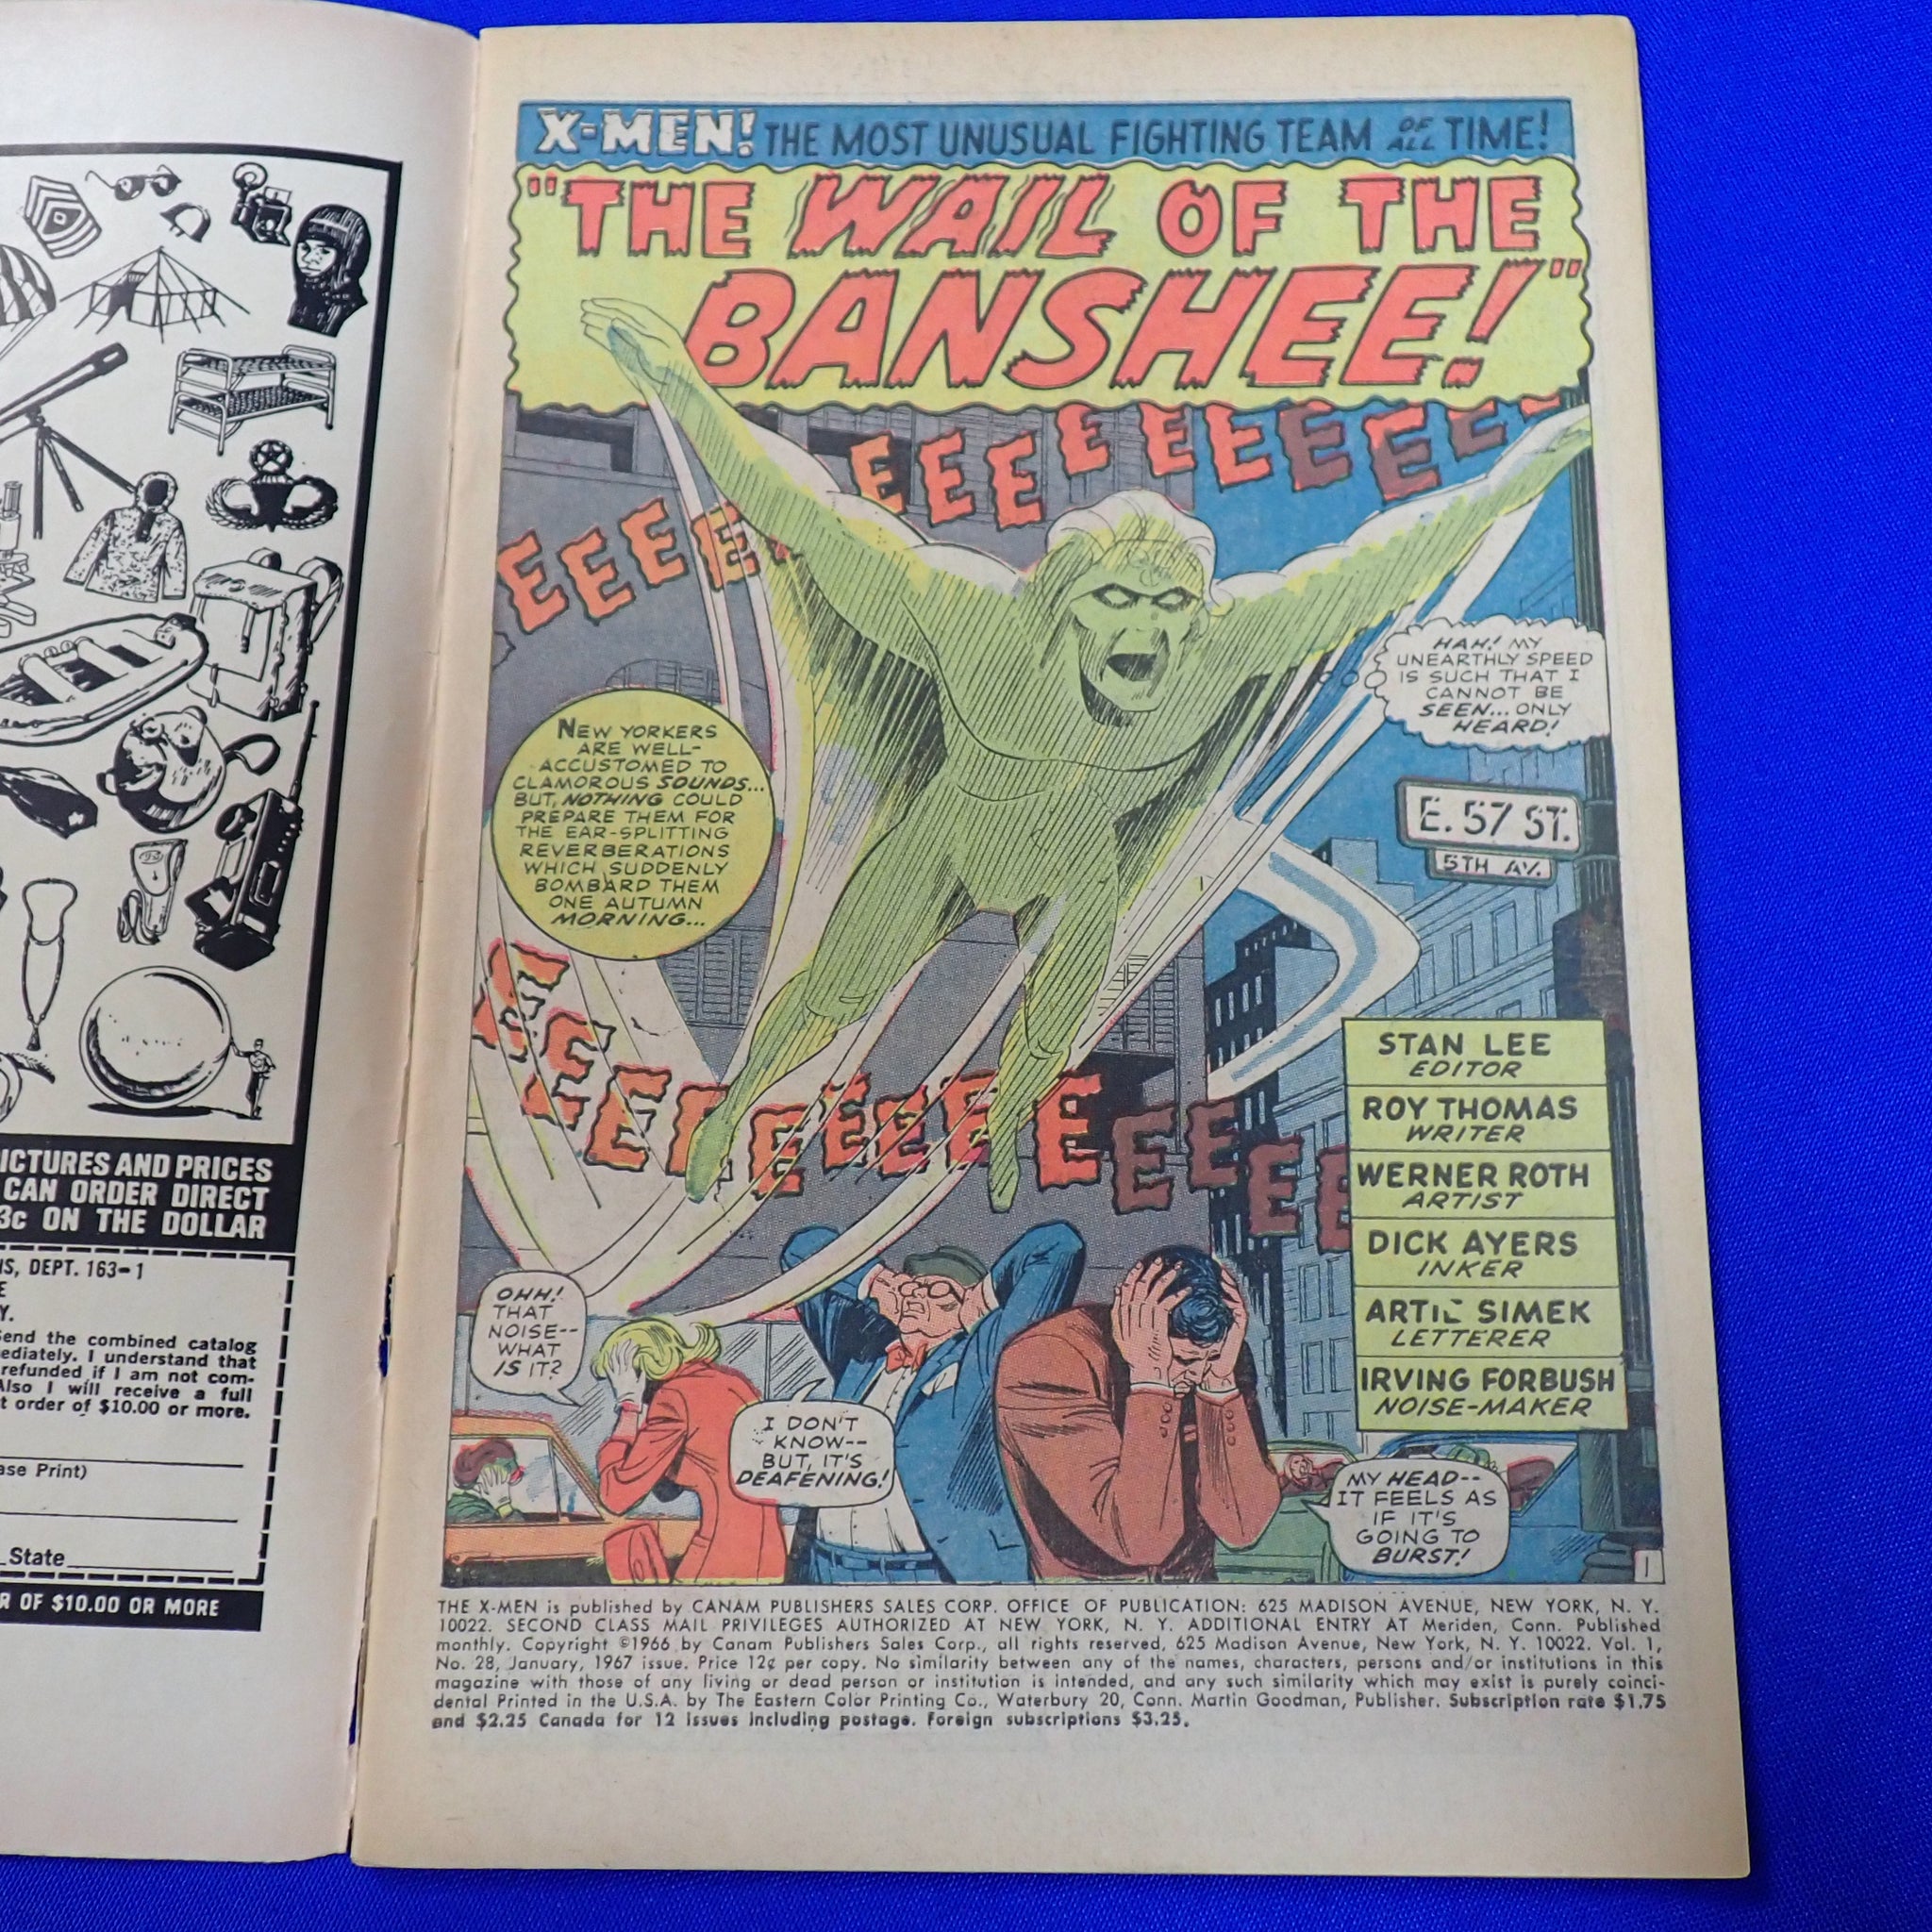 ICTURES AND PRICES
CAN ORDER DIRECT
3c ON THE DOLLAR
NS, DEPT. 163-1
E
Y.
end the combined catalog
ediately. I understand that
refunded if I am not com-
Also I will receive a full
t order of $10.00 or more.
ase Print)
State
R OF $10.00 OR MORE
X-MEN! THE MOST UNUSUAL FIGHTING TEAM OF ALL TIME!
"THE WAIL OF THE
BANSHEE!"
EEEEEEEEEEEEEE
HAH! MY
UNEARTHLY SPEED
IS SUCH THAT I
CANNOT BE
SEEN... ONLY
HEARD!
NEW YORKERS
ARE WELL-
ACCUSTOMED TO
CLAMOROUS SOUNDS...
BUT, NOTHING COULD
PREPARE THEM FOR
THE EAR-SPLITTING
REVERBERATIONS
WHICH SUDDENLY
BOMBARD THEM
ONE AUTUMN
MORNING...
E. 57 ST.
5TH AV.
EEEEEEEEEEEEE
STAN LEE
EDITOR
ROY THOMAS
WRITER
WERNER ROTH
ARTIST
DICK AYERS
INKER
ARTIE SIMEK
LETTERER
IRVING FORBUSH
NOISE-MAKER
OHH!
THAT
NOISE--
WHAT
IS IT?
I DON'T
KNOW--
BUT, IT'S
DEAFENING!
MY HEAD--
IT FEELS AS
IF IT'S
GOING TO
BURST!
1
THE X-MEN is published by CANAM PUBLISHERS SALES CORP. OFFICE OF PUBLICATION: 625 MADISON AVENUE, NEW YORK, N. Y.
10022. SECOND CLASS MAIL PRIVILEGES AUTHORIZED AT NEW YORK, N. Y. ADDITIONAL ENTRY AT Meriden, Conn. Published
monthly. Copyright ©1966 by Canam Publishers Sales Corp., all rights reserved, 625 Madison Avenue, New York, N. Y. 10022. Vol. 1,
No. 28, January, 1967 issue. Price 12¢ per copy. No similarity between any of the names, characters, persons and/or institutions in this
magazine with those of any living or dead person or institution is intended, and any such similarity which may exist is purely coinci-
dental Printed in the U.S.A. by The Eastern Color Printing Co., Waterbury 20, Conn. Martin Goodman, Publisher. Subscription rate $1.75
and $2.25 Canada for 12 issues including postage. Foreign subscriptions $3.25.